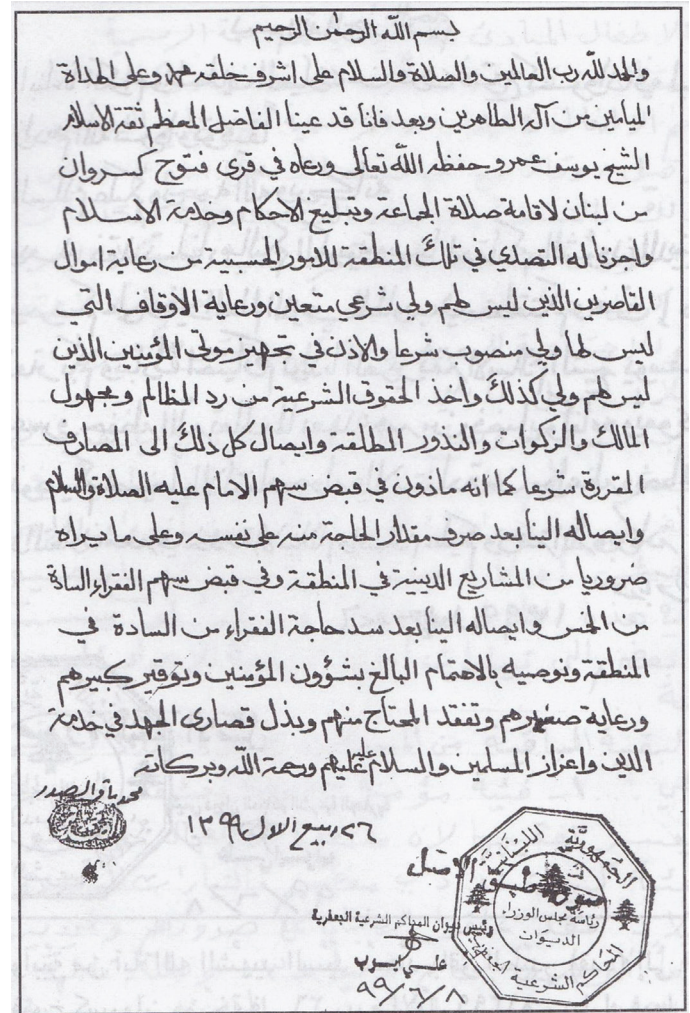 بسم الله الرحمن الرحيم
والحمد لله رب العالمين والصلاة والسلام على اشرف خلقه محمد وعلى الهداة
الميامين من آله الطاهرين وبعد فانا قد عينا الفاضل المعظم ثقة الاسلام
الشيخ يوسف عمرو حفظه الله تعالى ورعاه في قرى فتوح كسروان
من لبنان لاقامة صلاة الجماعة وتبليغ الاحكام وخدمة الاسلام
واجزنا له التصدي في تلك المنطقة للامور الحسبية من رعاية اموال
القاصرين الذين ليس لهم ولي شرعي متعين ورعاية الاوقاف التي
ليس لها ولي منصوب شرعا والاذن في تجهيز موتى المؤمنين الذين
ليس لهم ولي كذلك واخذ الحقوق الشرعية من رد المظالم ومجهول
المالك والزكوات والنذور المطلقة وايصال كل ذلك الى المصارف
المقررة شرعا كما انه مأذون في قبض سهم الامام عليه الصلاة والسلام
وايصاله الينا بعد صرف مقدار الحاجة منه على نفسه وعلى ما يراه
ضروريا من المشاريع الدينية في المنطقة وفي قبض سهم الفقراء السادة
من الخمس وايصاله الينا بعد سد حاجة الفقراء من السادة في
المنطقة ونوصيه بالاهتمام البالغ بشؤون المؤمنين وتوقير كبيرهم
ورعاية صغيرهم وتفقد المحتاج منهم وبذل قصارى الجهد في خدمة
الدين واعزاز المسلمين والسلام عليهم ورحمة الله وبركاته
محمد باقر الصدر
٢٦ ربيع الاول ١٣٩٩
صورة طبق الاصل
رئيس ديوان المحاكم الشرعية الجعفرية
الجمهورية اللبنانية
رئاسة مجلس الوزراء
الديوان
المحاكم الشرعية الجعفرية